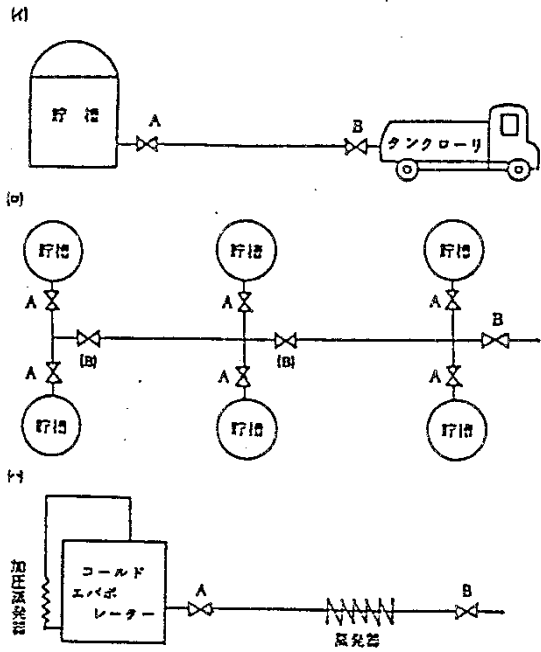 (イ)
貯槽
A
B
タンクローリ
(ロ)
貯槽
貯槽
貯槽
A
A
A
B
(B)
(B)
A
A
A
貯槽
貯槽
貯槽
(ハ)
加圧蒸発器
コールド
エバポ
レーター
A
B
蒸発器